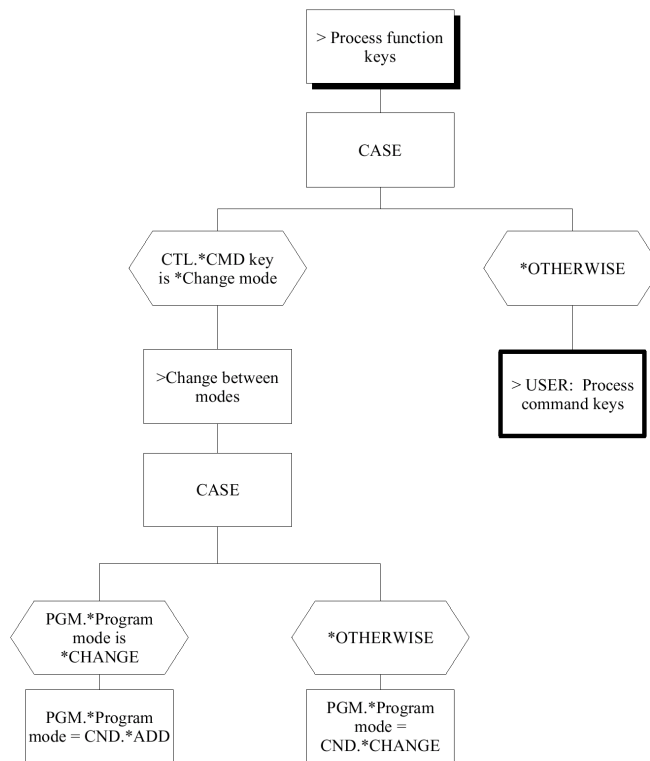 > Process function
keys
CASE
CTL.*CMD key
is *Change mode
*OTHERWISE
>Change between
modes
> USER:  Process
command keys
CASE
PGM.*Program
mode is
*CHANGE
*OTHERWISE
PGM.*Program
mode = CND.*ADD
PGM.*Program
mode =
CND.*CHANGE